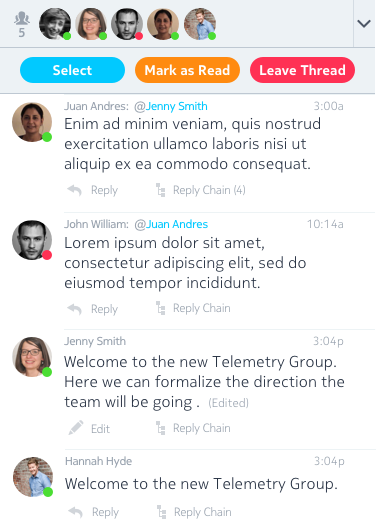 5
Select
Mark as Read
Leave Thread
Juan Andres: @Jenny Smith 3:00a
Enim ad minim veniam, quis nostrud
exercitation ullamco laboris nisi ut
aliquip ex ea commodo consequat.
Reply Reply Chain (4)
John William: @Juan Andres 10:14a
Lorem ipsum dolor sit amet,
consectetur adipiscing elit, sed do
eiusmod tempor incididunt.
Reply Reply Chain
Jenny Smith 3:04p
Welcome to the new Telemetry Group.
Here we can formalize the direction the
team will be going . (Edited)
Edit Reply Chain
Hannah Hyde 3:04p
Welcome to the new Telemetry Group.
Reply Reply Chain